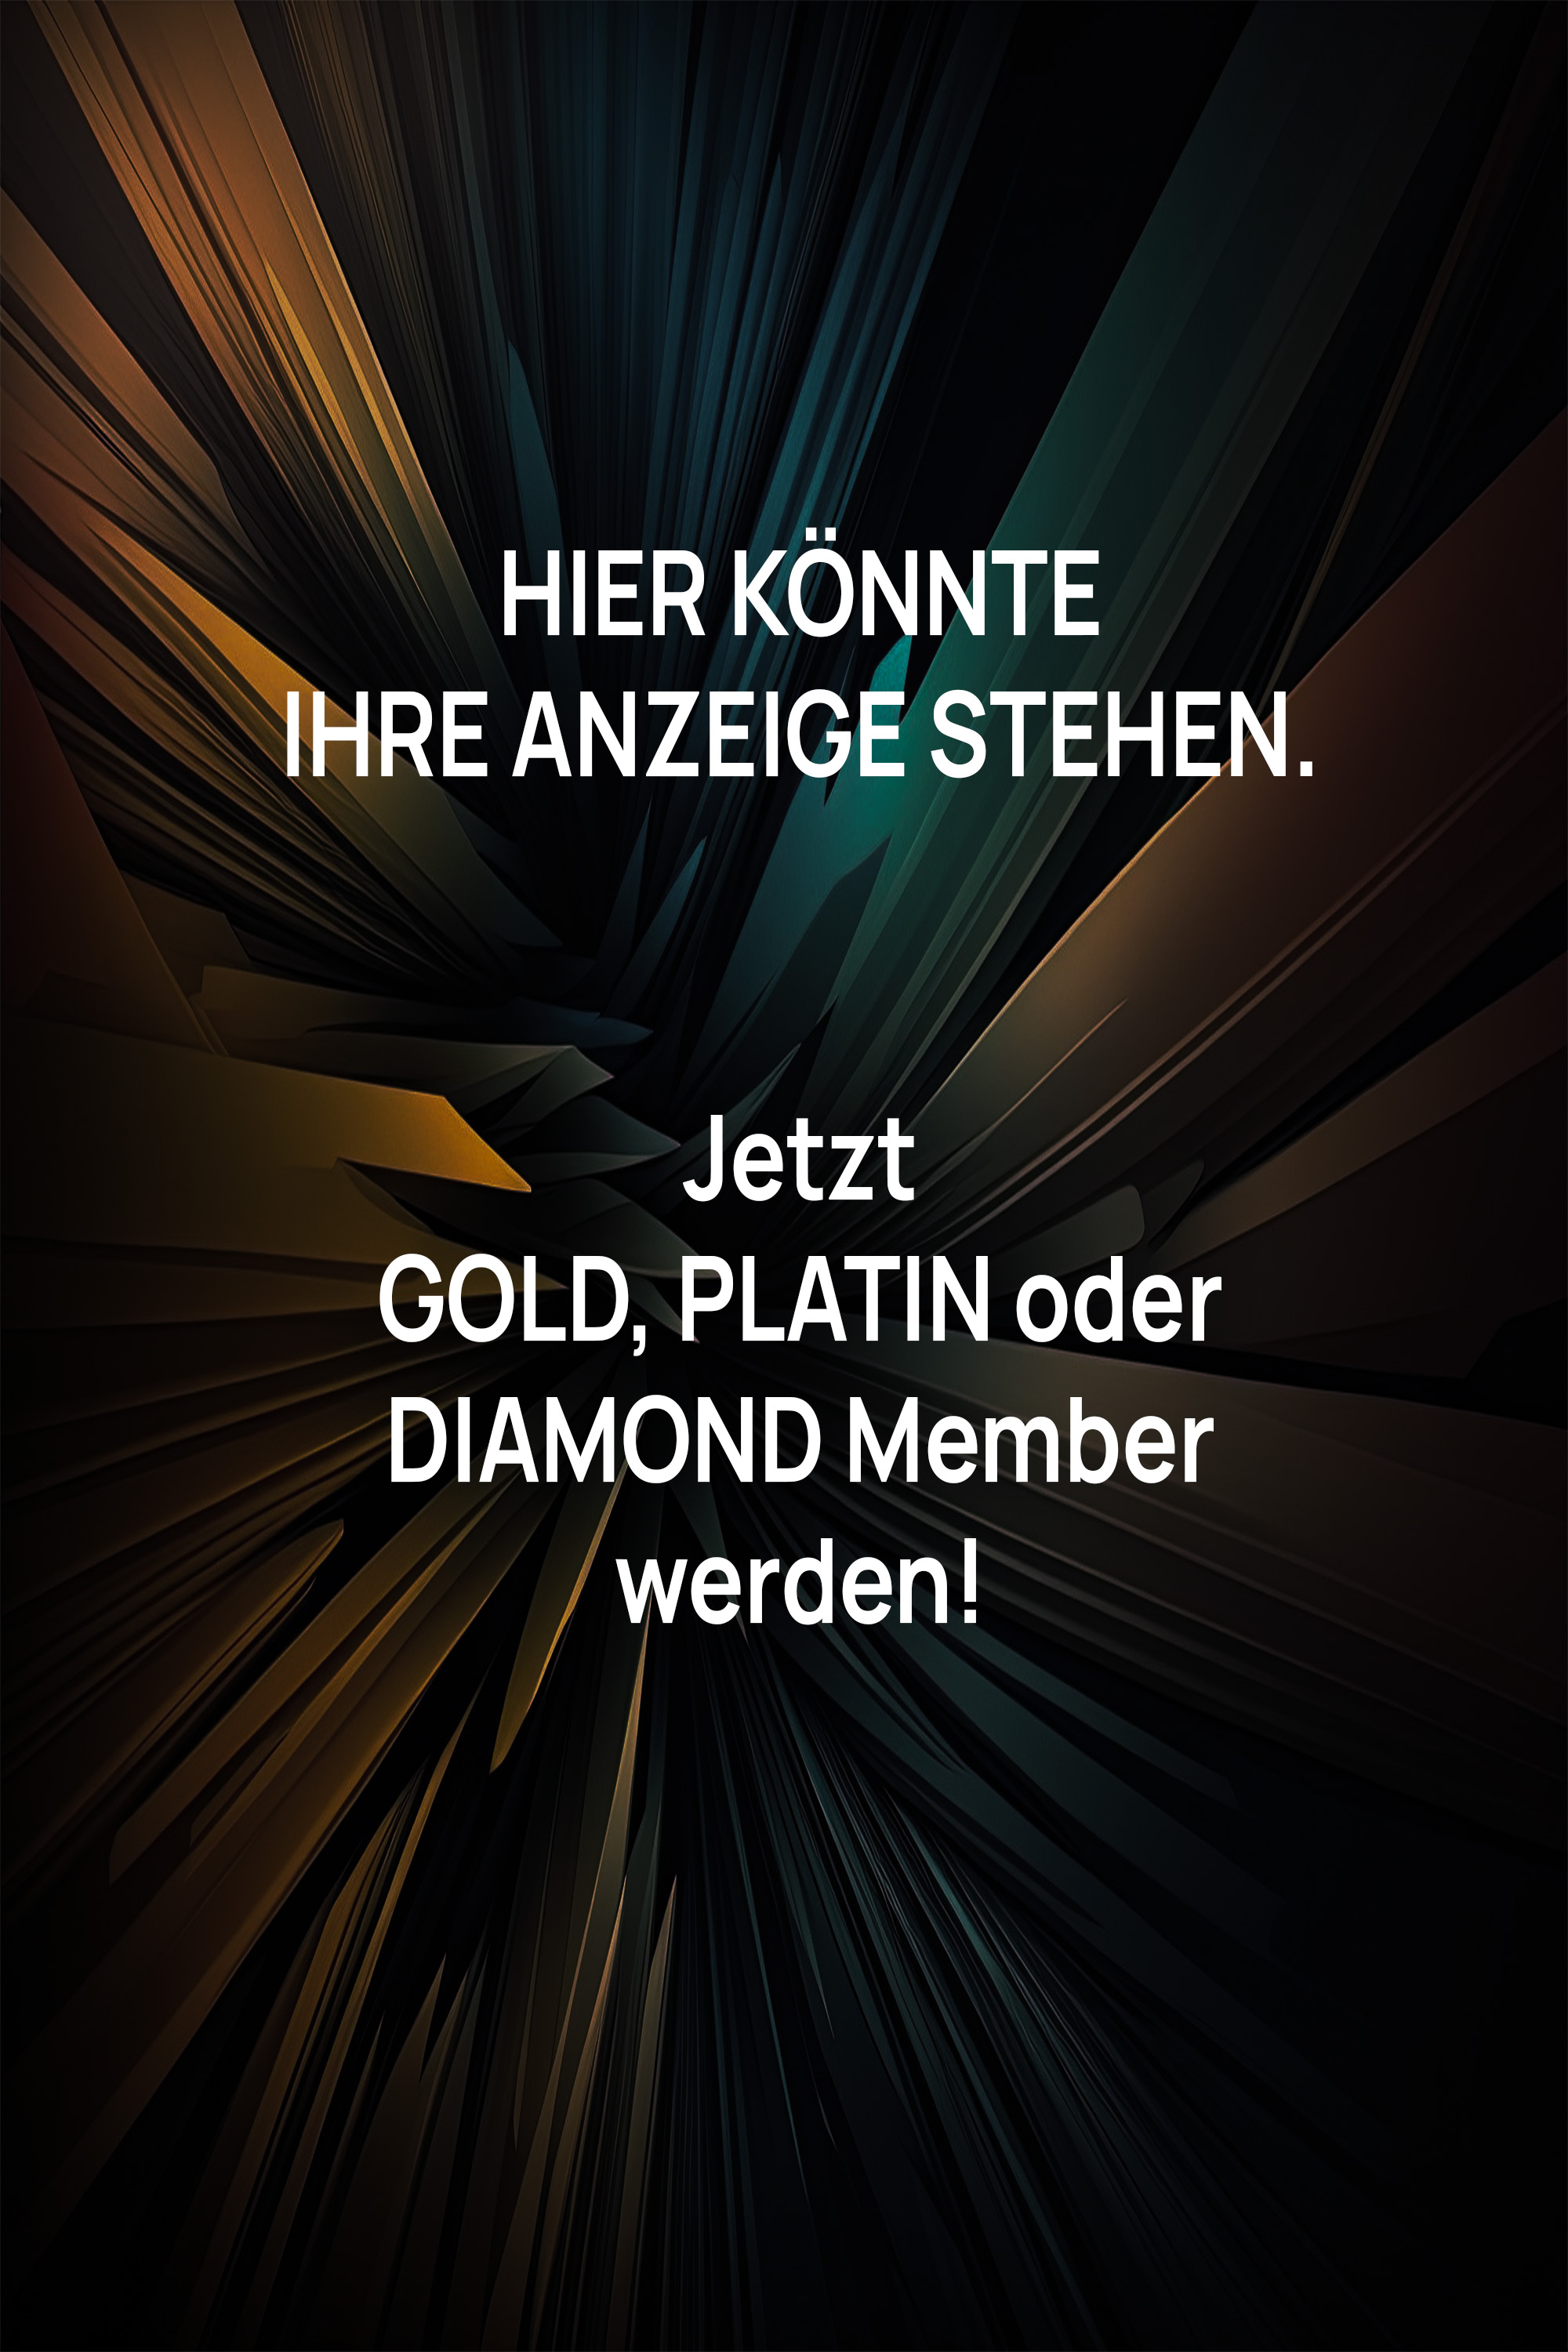 HIER KÖNNTE
IHRE ANZEIGE STEHEN.
Jetzt
GOLD, PLATIN oder
DIAMOND Member
werden!